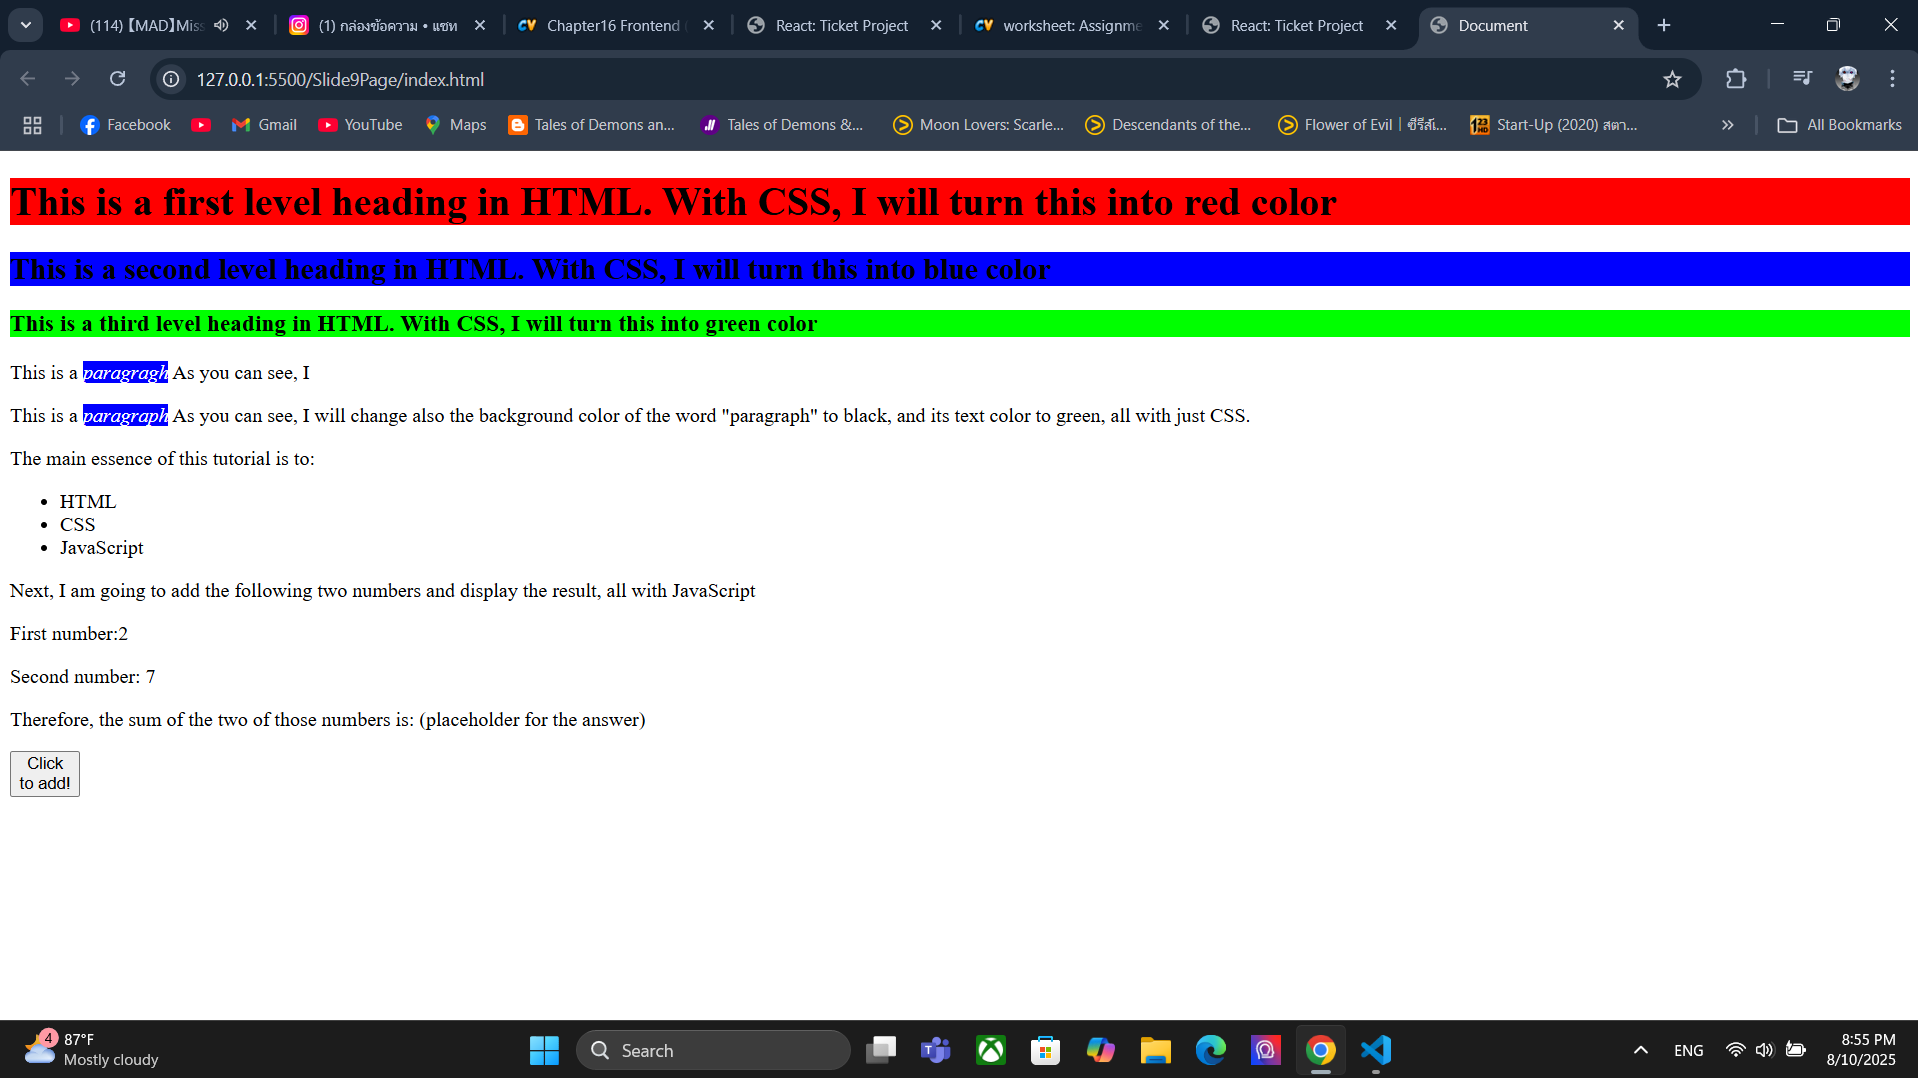 (114) 【MAD】Miss
(1) กล่องข้อความ • แชท
Chapter16 Frontend (
React: Ticket Project
worksheet: Assignme
React: Ticket Project
Document
127.0.0.1:5500/Slide9Page/index.html
Facebook
Gmail
YouTube
Maps
Tales of Demons an...
Tales of Demons &...
Moon Lovers: Scarle...
Descendants of the...
Flower of Evil | ซีรีส์เ...
Start-Up (2020) สตา...
All Bookmarks
This is a first level heading in HTML. With CSS, I will turn this into red color
This is a second level heading in HTML. With CSS, I will turn this into blue color
This is a third level heading in HTML. With CSS, I will turn this into green color
This is a paragragh As you can see, I
This is a paragraph As you can see, I will change also the background color of the word "paragraph" to black, and its text color to green, all with just CSS.
The main essence of this tutorial is to:
• HTML
• CSS
• JavaScript
Next, I am going to add the following two numbers and display the result, all with JavaScript
First number:2
Second number: 7
Therefore, the sum of the two of those numbers is: (placeholder for the answer)
Click
to add!
4
87°F
Mostly cloudy
Search
ENG
8:55 PM
8/10/2025